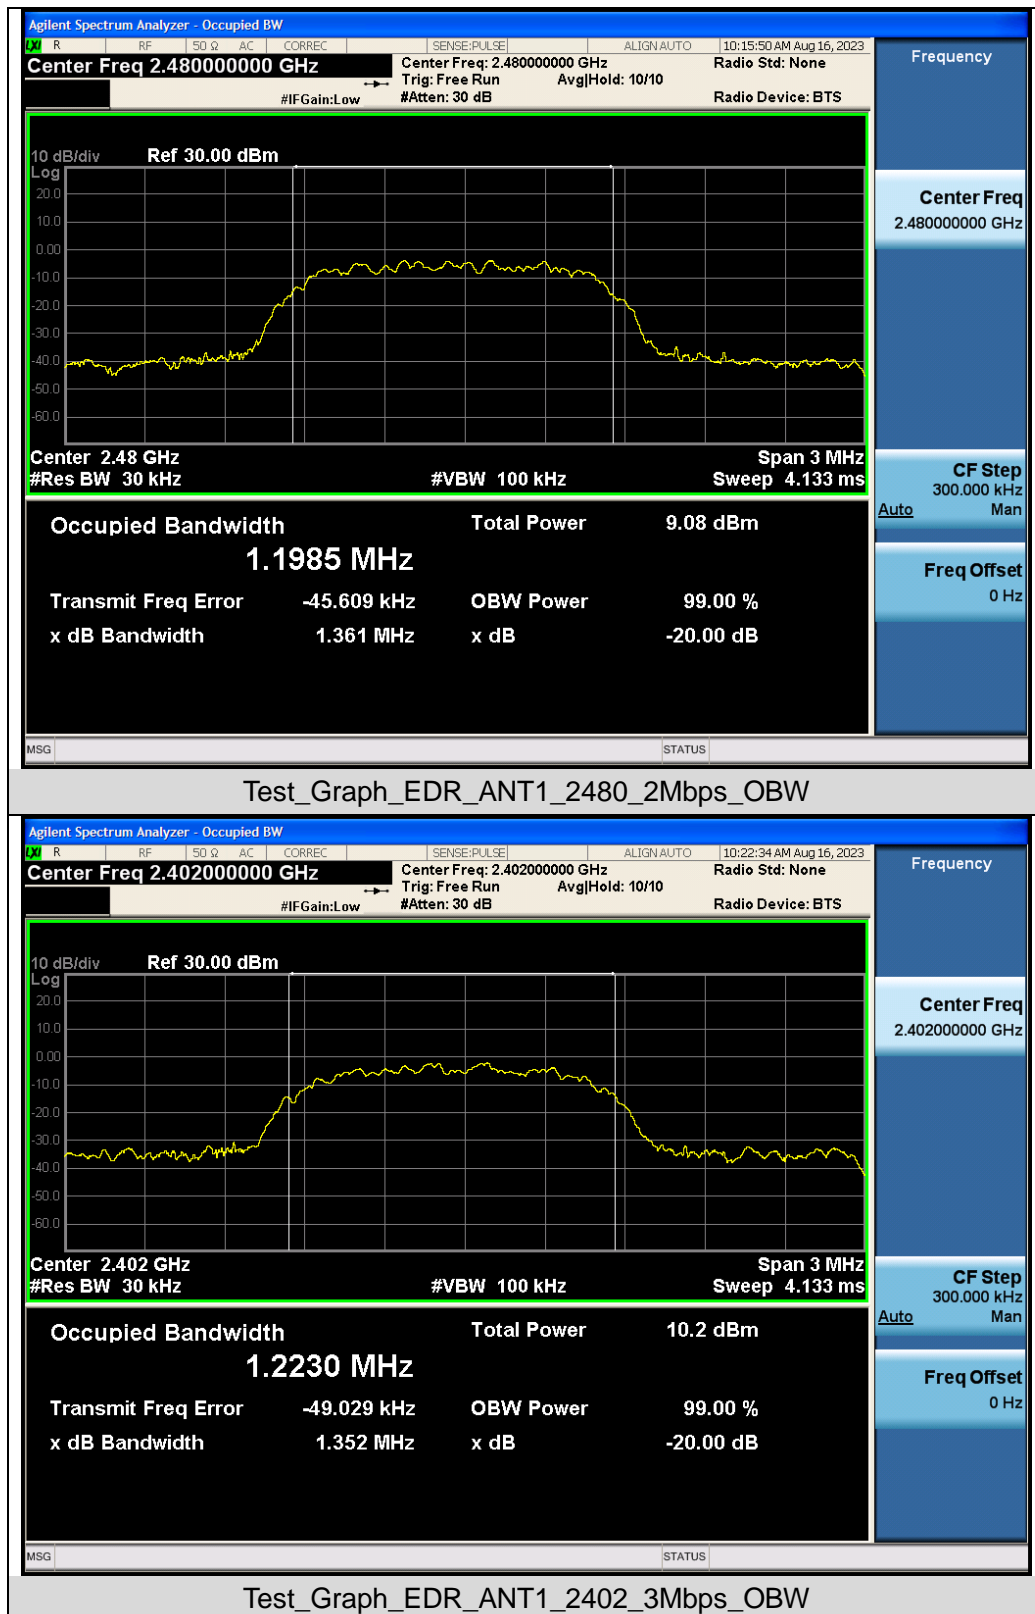 Agilent Spectrum Analyzer - Occupied BW
LXI R RF 50 Ω AC CORREC SENSE:PULSE ALIGN AUTO 10:15:50 AM Aug 16, 2023
Center Freq 2.480000000 GHz Center Freq: 2.480000000 GHz Radio Std: None
Trig: Free Run Avg|Hold: 10/10
#IFGain:Low #Atten: 30 dB Radio Device: BTS
Frequency
10 dB/div Ref 30.00 dBm
Log
20.0
10.0
0.00
-10.0
-20.0
-30.0
-40.0
-50.0
-60.0
Center 2.48 GHz Span 3 MHz
#Res BW 30 kHz #VBW 100 kHz Sweep 4.133 ms
Center Freq
2.480000000 GHz
CF Step
300.000 kHz
Auto Man
Freq Offset
0 Hz
Occupied Bandwidth Total Power 9.08 dBm
1.1985 MHz
Transmit Freq Error -45.609 kHz OBW Power 99.00 %
x dB Bandwidth 1.361 MHz x dB -20.00 dB
MSG STATUS
Test_Graph_EDR_ANT1_2480_2Mbps_OBW
Agilent Spectrum Analyzer - Occupied BW
LXI R RF 50 Ω AC CORREC SENSE:PULSE ALIGN AUTO 10:22:34 AM Aug 16, 2023
Center Freq 2.402000000 GHz Center Freq: 2.402000000 GHz Radio Std: None
Trig: Free Run Avg|Hold: 10/10
#IFGain:Low #Atten: 30 dB Radio Device: BTS
Frequency
10 dB/div Ref 30.00 dBm
Log
20.0
10.0
0.00
-10.0
-20.0
-30.0
-40.0
-50.0
-60.0
Center 2.402 GHz Span 3 MHz
#Res BW 30 kHz #VBW 100 kHz Sweep 4.133 ms
Center Freq
2.402000000 GHz
CF Step
300.000 kHz
Auto Man
Freq Offset
0 Hz
Occupied Bandwidth Total Power 10.2 dBm
1.2230 MHz
Transmit Freq Error -49.029 kHz OBW Power 99.00 %
x dB Bandwidth 1.352 MHz x dB -20.00 dB
MSG STATUS
Test_Graph_EDR_ANT1_2402_3Mbps_OBW